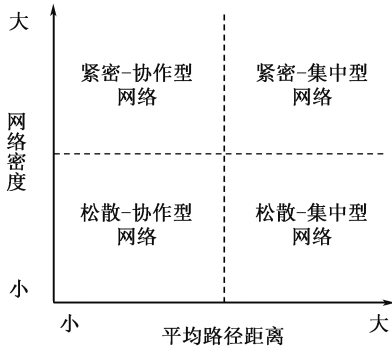 大
紧密-协作型
网络
紧密-集中型
网络
网络密度
松散-协作型
网络
松散-集中型
网络
小
小
平均路径距离
大